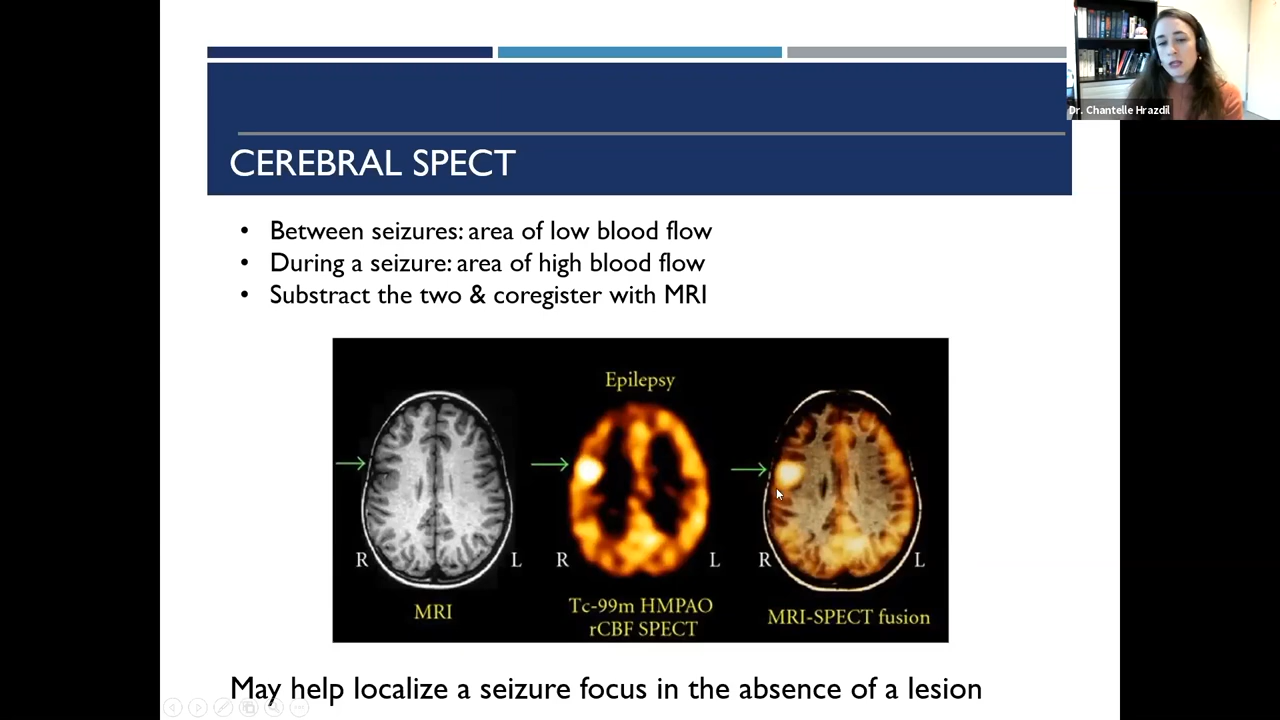 Dr. Chantelle Hrazdil
CEREBRAL SPECT
• Between seizures: area of low blood flow
• During a seizure: area of high blood flow
• Substract the two & coregister with MRI
Epilepsy
R L R L R L
MRI
Tc-99m HMPAO
rCBF SPECT
MRI-SPECT fusion
May help localize a seizure focus in the absence of a lesion